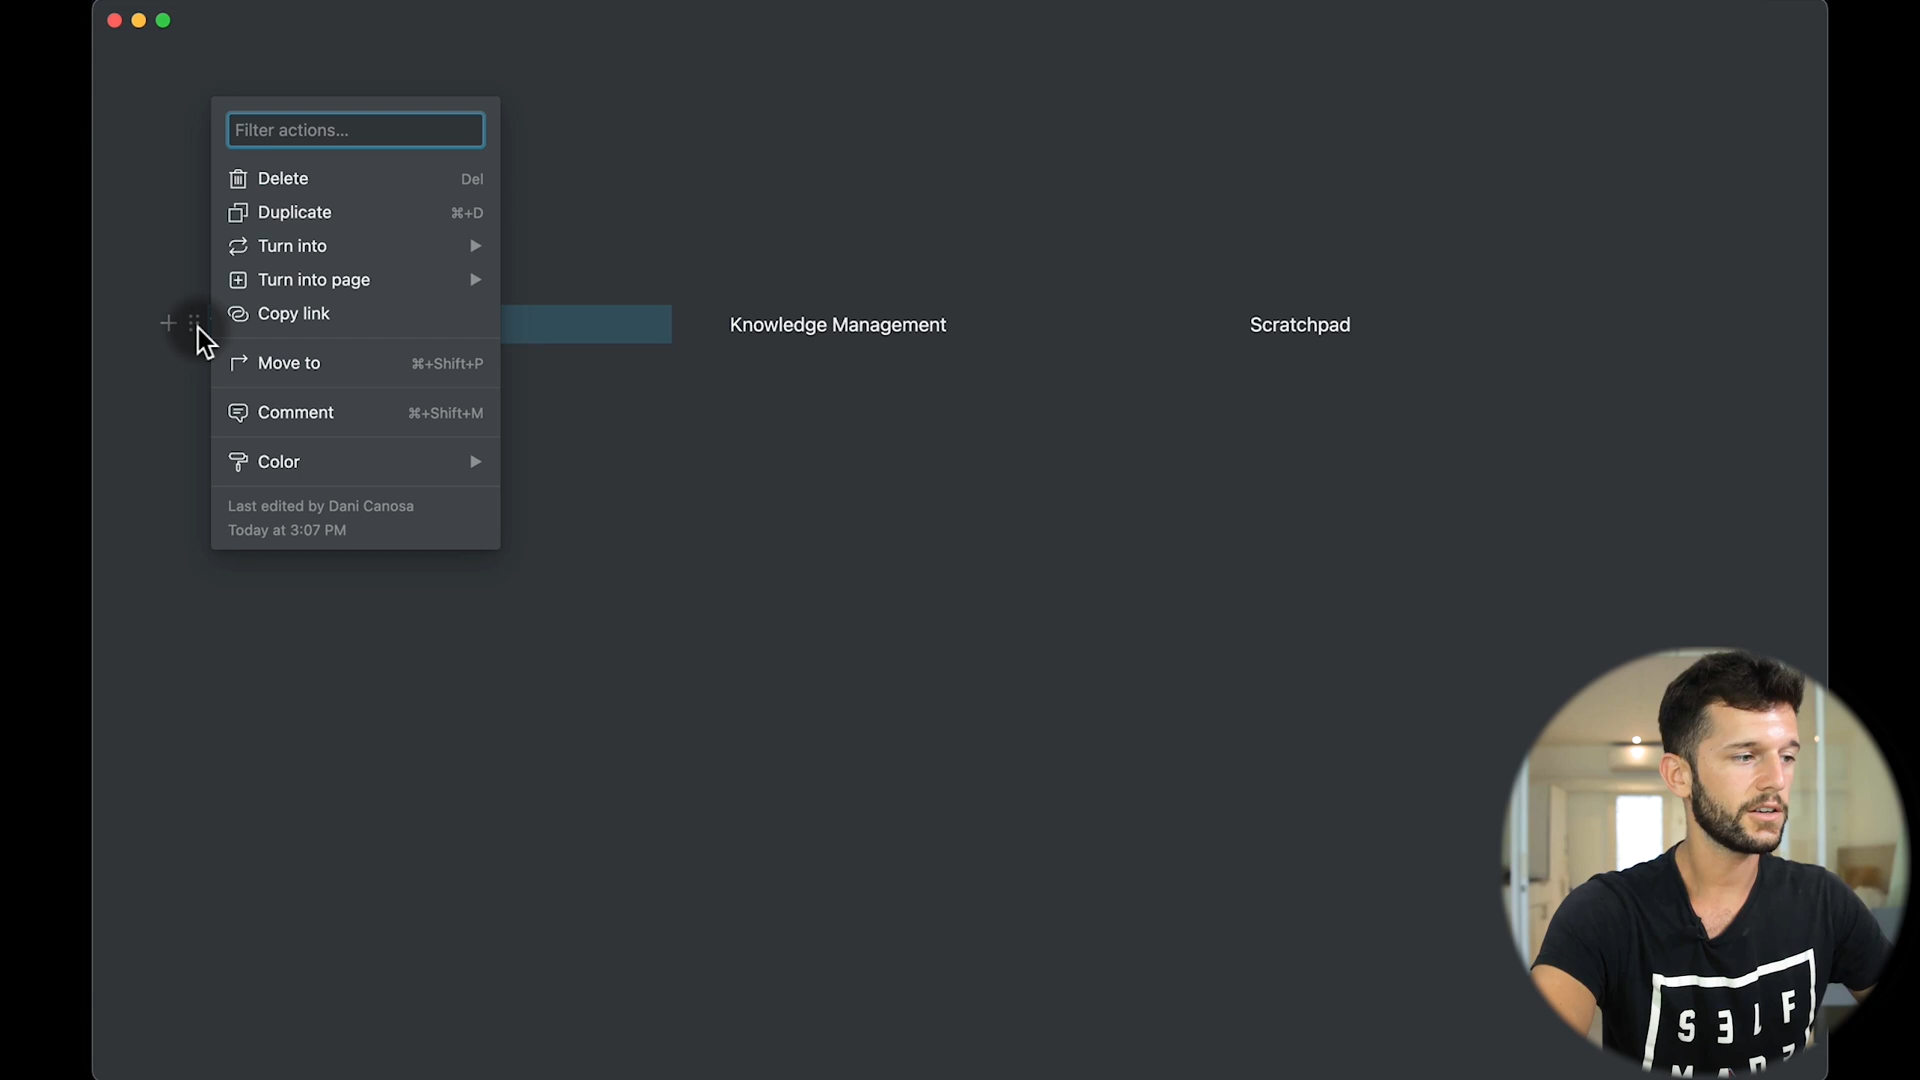 Filter actions...
Delete Del
Duplicate ⌘+D
Turn into
Turn into page
Copy link
Knowledge Management
Scratchpad
Move to ⌘+Shift+P
Comment ⌘+Shift+M
Color
Last edited by Dani Canosa
Today at 3:07 PM
SELF